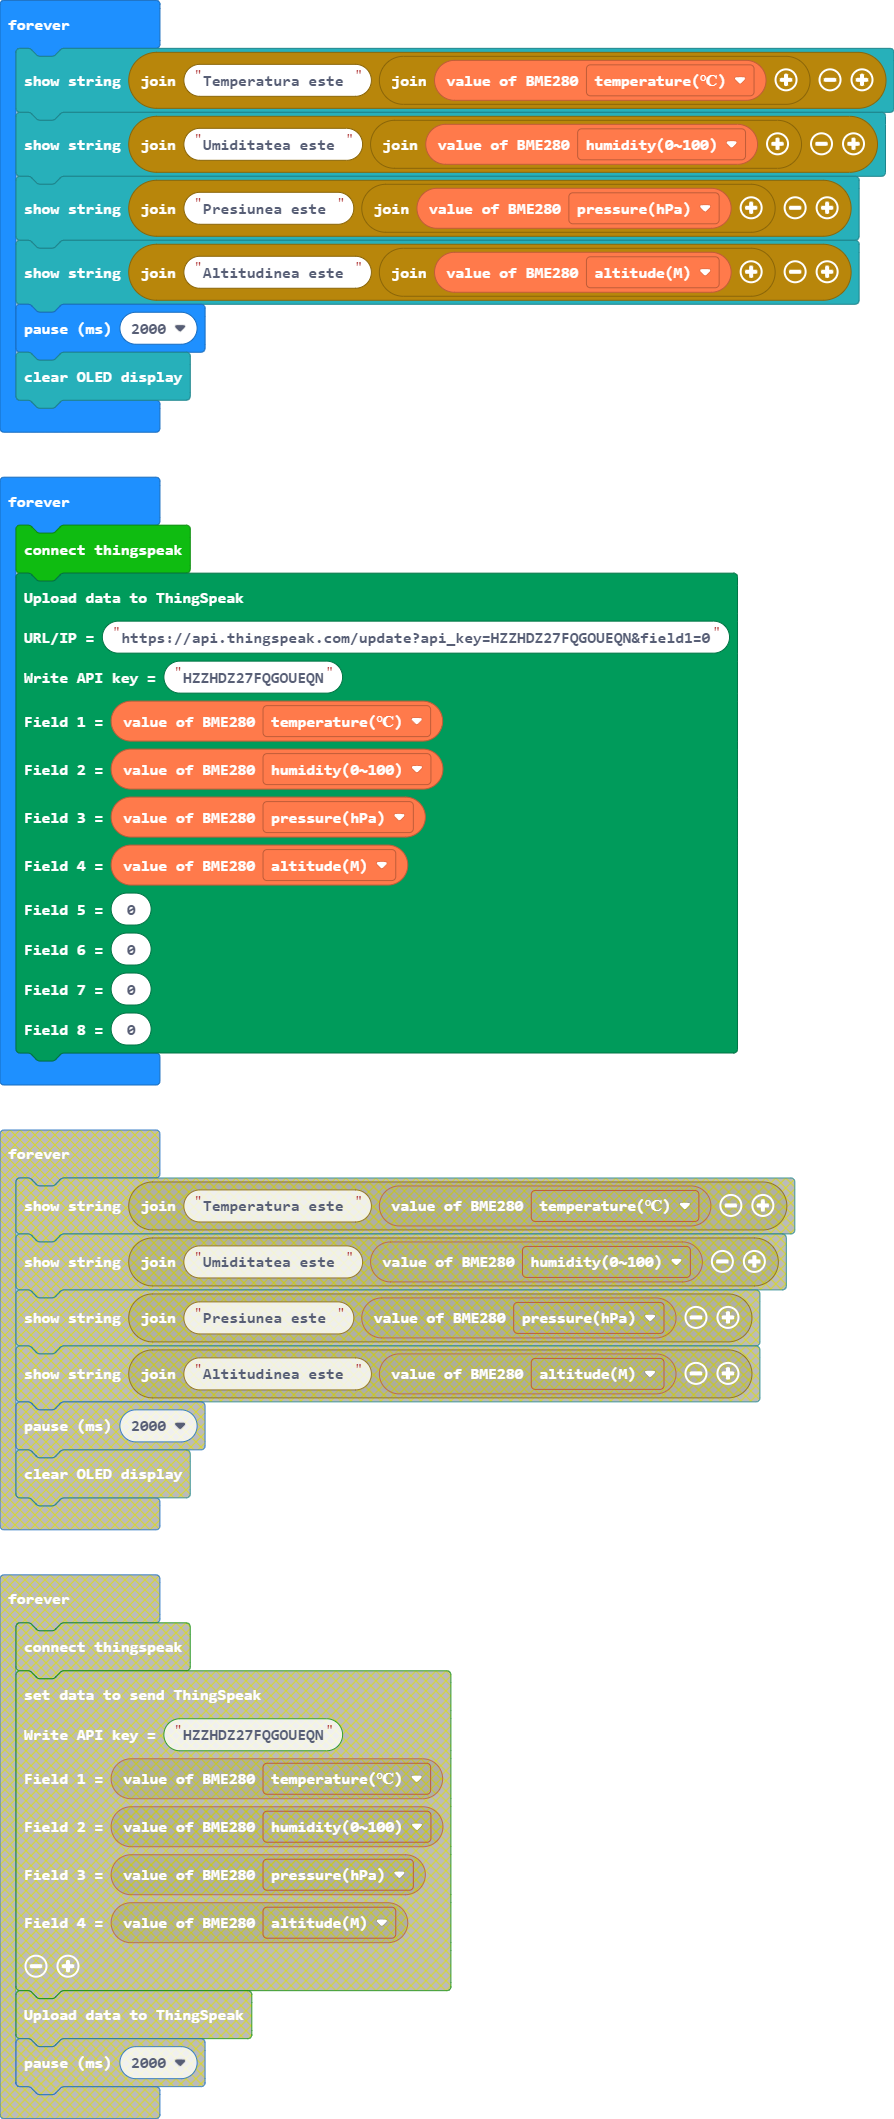 forever
show string join "Temperatura este " join value of BME280 temperature(℃)
show string join "Umiditatea este " join value of BME280 humidity(0~100)
show string join "Presiunea este " join value of BME280 pressure(hPa)
show string join "Altitudinea este " join value of BME280 altitude(M)
pause (ms) 2000
clear OLED display
forever
connect thingspeak
Upload data to ThingSpeak
URL/IP = "https://api.thingspeak.com/update?api_key=HZZHDZ27FQGOUEQN&field1=0"
Write API key = "HZZHDZ27FQGOUEQN"
Field 1 = value of BME280 temperature(℃)
Field 2 = value of BME280 humidity(0~100)
Field 3 = value of BME280 pressure(hPa)
Field 4 = value of BME280 altitude(M)
Field 5 = 0
Field 6 = 0
Field 7 = 0
Field 8 = 0
forever
show string join "Temperatura este " value of BME280 temperature(℃)
show string join "Umiditatea este " value of BME280 humidity(0~100)
show string join "Presiunea este " value of BME280 pressure(hPa)
show string join "Altitudinea este " value of BME280 altitude(M)
pause (ms) 2000
clear OLED display
forever
connect thingspeak
set data to send ThingSpeak
Write API key = "HZZHDZ27FQGOUEQN"
Field 1 = value of BME280 temperature(℃)
Field 2 = value of BME280 humidity(0~100)
Field 3 = value of BME280 pressure(hPa)
Field 4 = value of BME280 altitude(M)
Upload data to ThingSpeak
pause (ms) 2000